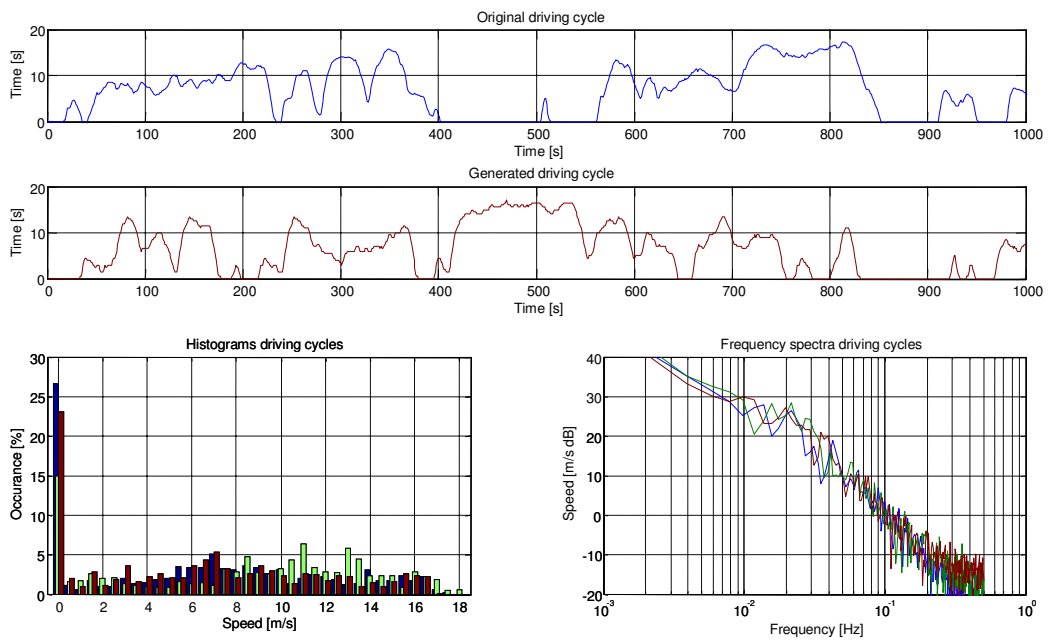 Original driving cycle
Time [s]
20
10
0
0 100 200 300 400 500 600 700 800 900 1000
Time [s]
Generated driving cycle
Time [s]
20
10
0
0 100 200 300 400 500 600 700 800 900 1000
Time [s]
Histograms driving cycles
Occurance [%]
30
25
20
15
10
5
0
0 2 4 6 8 10 12 14 16 18
Speed [m/s]
Frequency spectra driving cycles
Speed [m/s dB]
40
30
20
10
0
-10
-20
10^-3 10^-2 10^-1 10^0
Frequency [Hz]